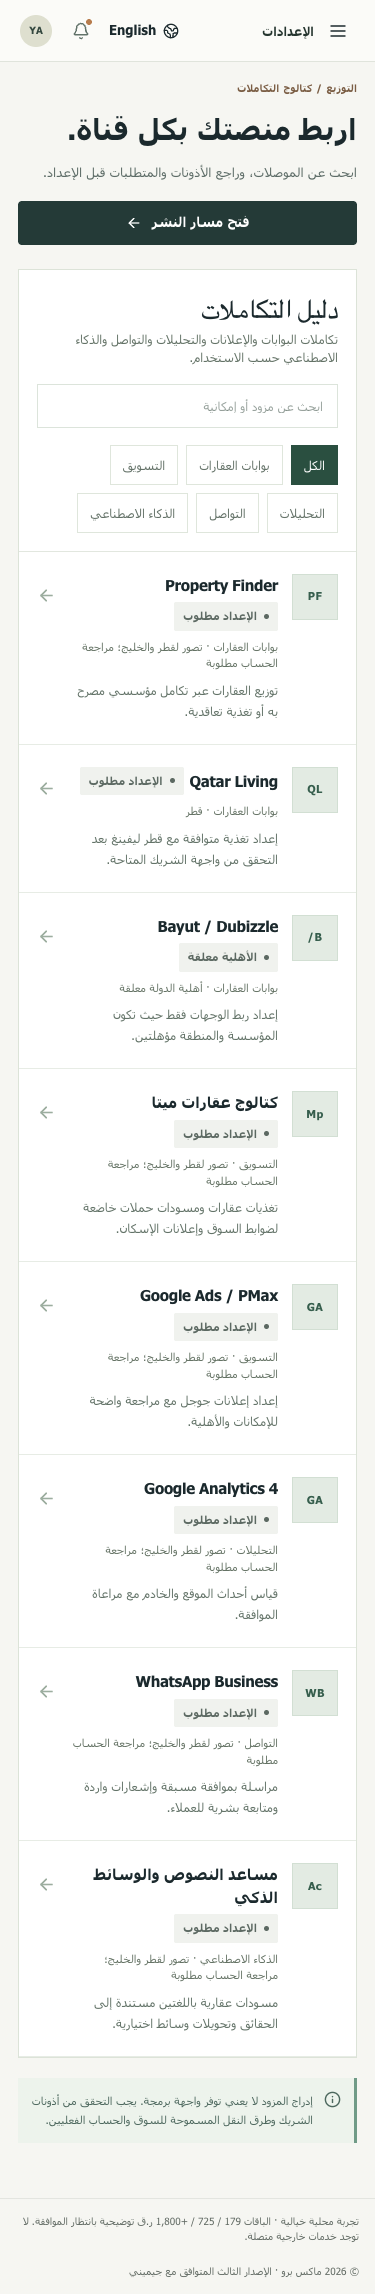 الإعدادات
English
YA
التوزيع / كتالوج التكاملات
اربط منصتك بكل قناة.
ابحث عن الموصلات، وراجع الأذونات والمتطلبات قبل الإعداد.
فتح مسار النشر
دليل التكاملات
تكاملات البوابات والإعلانات والتحليلات والتواصل والذكاء
الاصطناعي حسب الاستخدام.
ابحث عن مزود أو إمكانية
الكل
بوابات العقارات
التسويق
التحليلات
التواصل
الذكاء الاصطناعي
PF
Property Finder
الإعداد مطلوب
بوابات العقارات · تصور لقطر والخليج؛ مراجعة
الحساب مطلوبة
توزيع العقارات عبر تكامل مؤسسي مصرح
به أو تغذية تعاقدية.
QL
Qatar Living
الإعداد مطلوب
بوابات العقارات · قطر
إعداد تغذية متوافقة مع قطر ليفينغ بعد
التحقق من واجهة الشريك المتاحة.
B/
Bayut / Dubizzle
الأهلية معلقة
بوابات العقارات · أهلية الدولة معلقة
إعداد ربط الوجهات فقط حيث تكون
المؤسسة والمنطقة مؤهلتين.
Mp
كتالوج عقارات ميتا
الإعداد مطلوب
التسويق · تصور لقطر والخليج؛ مراجعة
الحساب مطلوبة
تغذيات عقارات ومسودات حملات خاضعة
لضوابط السوق وإعلانات الإسكان.
GA
Google Ads / PMax
الإعداد مطلوب
التسويق · تصور لقطر والخليج؛ مراجعة
الحساب مطلوبة
إعداد إعلانات جوجل مع مراجعة واضحة
للإمكانات والأهلية.
GA
Google Analytics 4
الإعداد مطلوب
التحليلات · تصور لقطر والخليج؛ مراجعة
الحساب مطلوبة
قياس أحداث الموقع والخادم مع مراعاة
الموافقة.
WB
WhatsApp Business
الإعداد مطلوب
التواصل · تصور لقطر والخليج؛ مراجعة الحساب
مطلوبة
مراسلة بموافقة مسبقة وإشعارات واردة
ومتابعة بشرية للعملاء.
Ac
مساعد النصوص والوسائط
الذكي
الإعداد مطلوب
الذكاء الاصطناعي · تصور لقطر والخليج؛
مراجعة الحساب مطلوبة
مسودات عقارية باللغتين مستندة إلى
الحقائق وتحويلات وسائط اختيارية.
إدراج المزود لا يعني توفر واجهة برمجة. يجب التحقق من أذونات
الشريك وطرق النقل المسموحة للسوق والحساب الفعليين.
تجربة محلية خيالية · الباقات 179 / 725 / +1,800 ر.ق توضيحية بانتظار الموافقة. لا
توجد خدمات خارجية متصلة.
© 2026 ماكس برو · الإصدار الثالث المتوافق مع جيميني